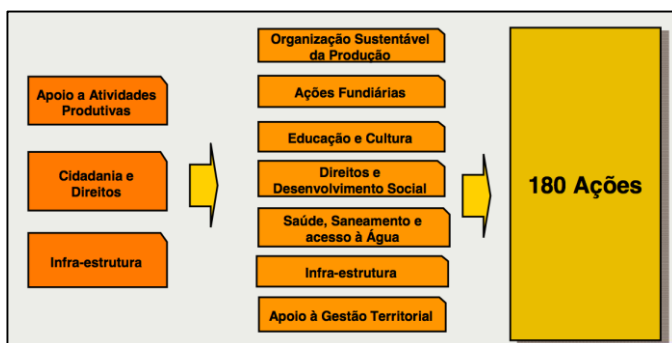 Apoio a Atividades
Produtivas
Cidadania e
Direitos
Infra-estrutura
Organização Sustentável
da Produção
Ações Fundiárias
Educação e Cultura
Direitos e
Desenvolvimento Social
Saúde, Saneamento e
acesso à Água
Infra-estrutura
Apoio à Gestão Territorial
180 Ações